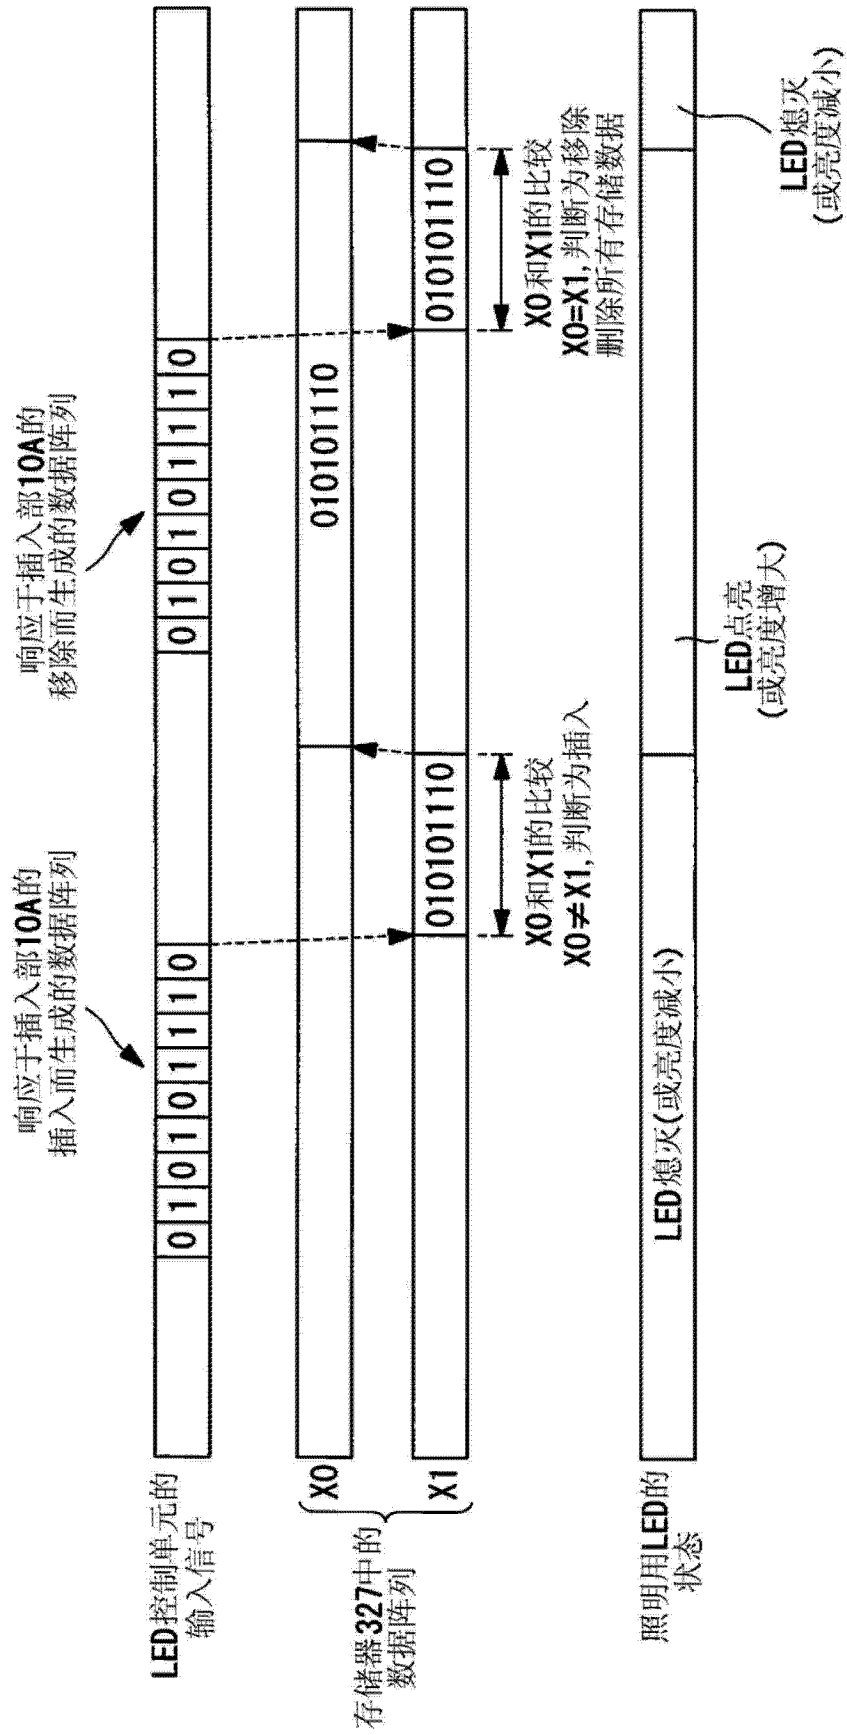 响应于插入部10A的
插入而生成的数据阵列
响应于插入部10A的
移除而生成的数据阵列
LED控制单元的
输入信号
0 1 0 1 0 1 1 1 0
0 1 0 1 0 1 1 1 0
存储器327中的
数据阵列
X0
010101110
X1
010101110
010101110
X0和X1的比较
X0≠X1,判断为插入
X0和X1的比较
X0=X1,判断为移除
删除所有存储数据
照明用LED的
状态
LED熄灭(或亮度减小)
LED点亮
(或亮度增大)
LED熄灭
(或亮度减小)